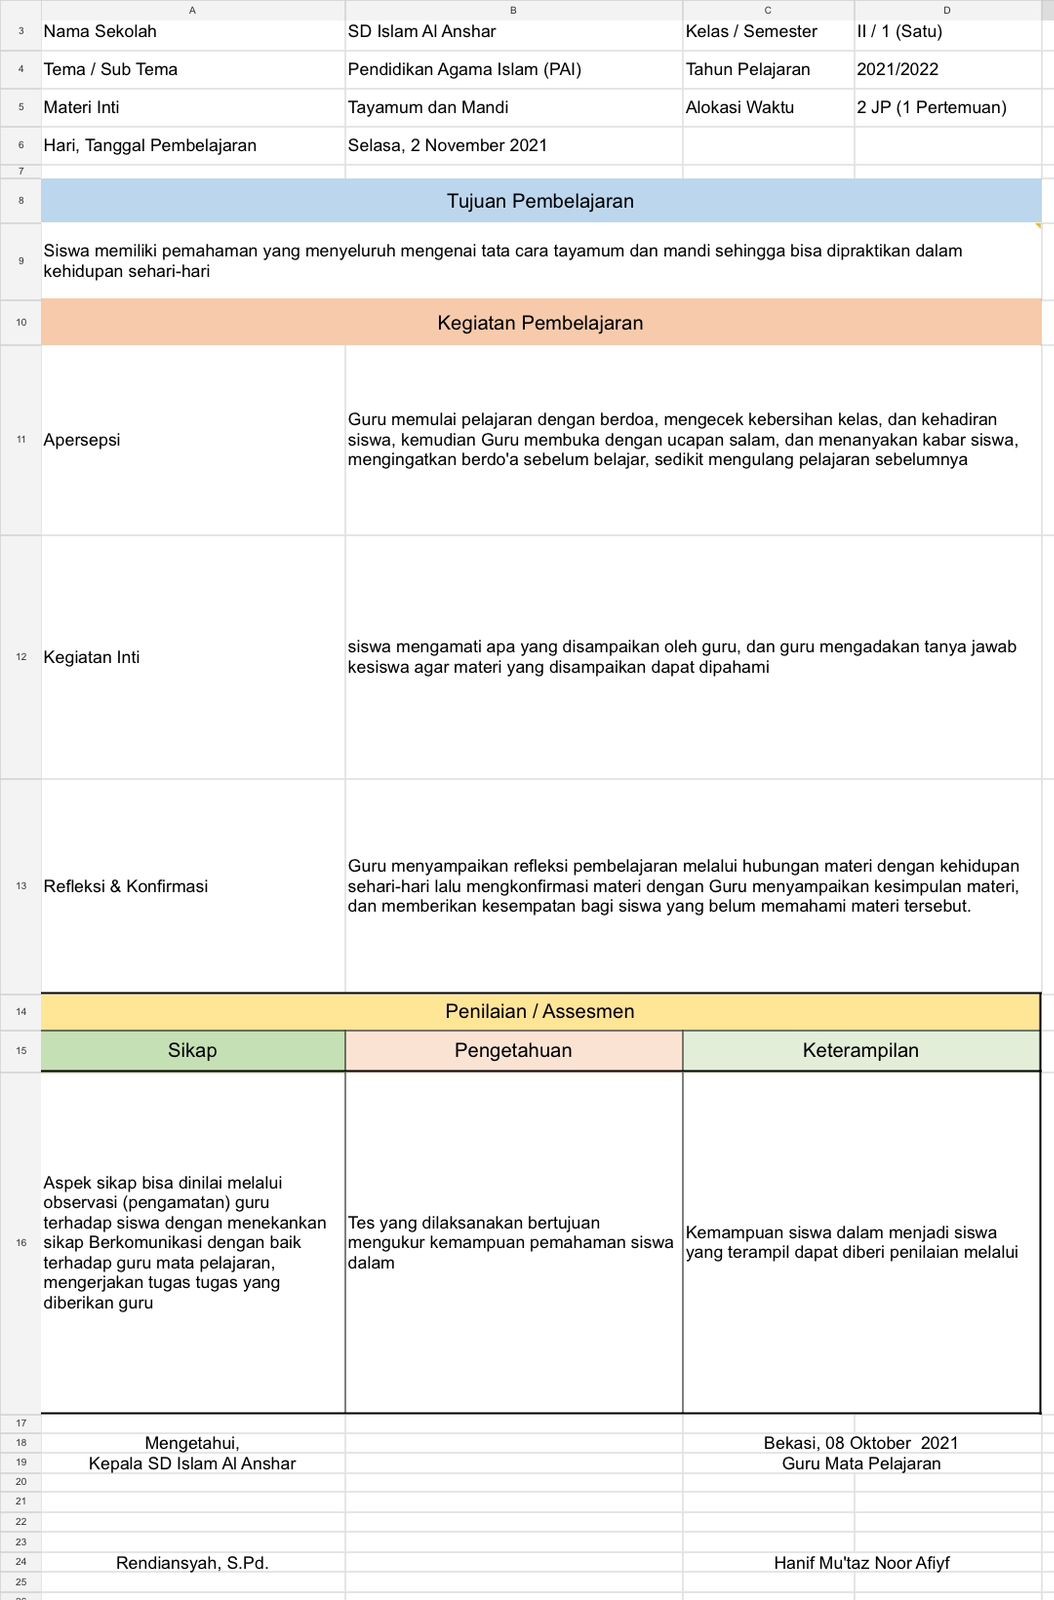 A B C D
3 Nama Sekolah SD Islam Al Anshar Kelas / Semester II / 1 (Satu)
4 Tema / Sub Tema Pendidikan Agama Islam (PAI) Tahun Pelajaran 2021/2022
5 Materi Inti Tayamum dan Mandi Alokasi Waktu 2 JP (1 Pertemuan)
6 Hari, Tanggal Pembelajaran Selasa, 2 November 2021
7
8 Tujuan Pembelajaran
9 Siswa memiliki pemahaman yang menyeluruh mengenai tata cara tayamum dan mandi sehingga bisa dipraktikan dalam
kehidupan sehari-hari
10 Kegiatan Pembelajaran
11 Apersepsi
Guru memulai pelajaran dengan berdoa, mengecek kebersihan kelas, dan kehadiran
siswa, kemudian Guru membuka dengan ucapan salam, dan menanyakan kabar siswa,
mengingatkan berdo'a sebelum belajar, sedikit mengulang pelajaran sebelumnya
12 Kegiatan Inti
siswa mengamati apa yang disampaikan oleh guru, dan guru mengadakan tanya jawab
kesiswa agar materi yang disampaikan dapat dipahami
13 Refleksi & Konfirmasi
Guru menyampaikan refleksi pembelajaran melalui hubungan materi dengan kehidupan
sehari-hari lalu mengkonfirmasi materi dengan Guru menyampaikan kesimpulan materi,
dan memberikan kesempatan bagi siswa yang belum memahami materi tersebut.
14 Penilaian / Assesmen
15 Sikap Pengetahuan Keterampilan
16
Aspek sikap bisa dinilai melalui
observasi (pengamatan) guru
terhadap siswa dengan menekankan
sikap Berkomunikasi dengan baik
terhadap guru mata pelajaran,
mengerjakan tugas tugas yang
diberikan guru
Tes yang dilaksanakan bertujuan
mengukur kemampuan pemahaman siswa
dalam
Kemampuan siswa dalam menjadi siswa
yang terampil dapat diberi penilaian melalui
17
18 Mengetahui, Bekasi, 08 Oktober  2021
19 Kepala SD Islam Al Anshar Guru Mata Pelajaran
20
21
22
23
24 Rendiansyah, S.Pd. Hanif Mu'taz Noor Afiyf
25